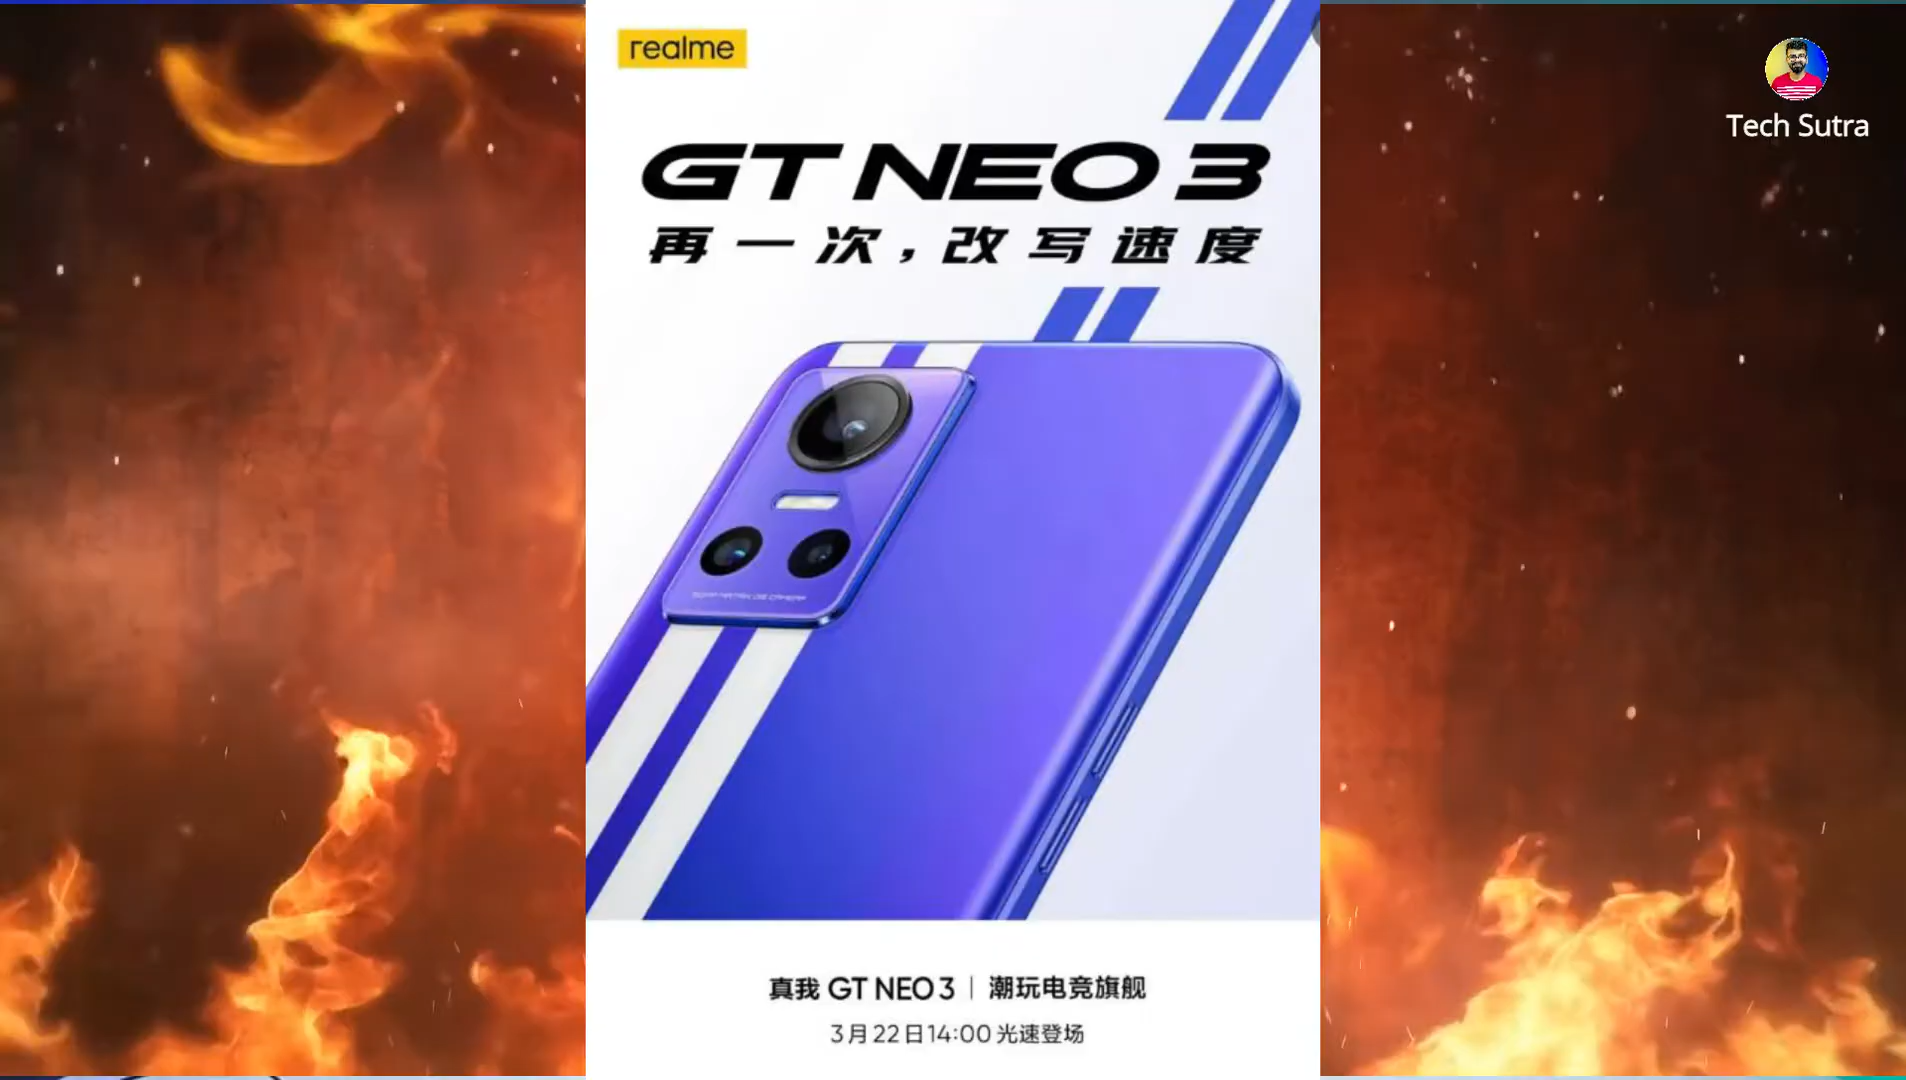 realme
Tech Sutra
GT NEO 3
再一次，改写速度
真我 GT NEO 3 | 潮玩电竞旗舰
3月22日14:00 光速登场